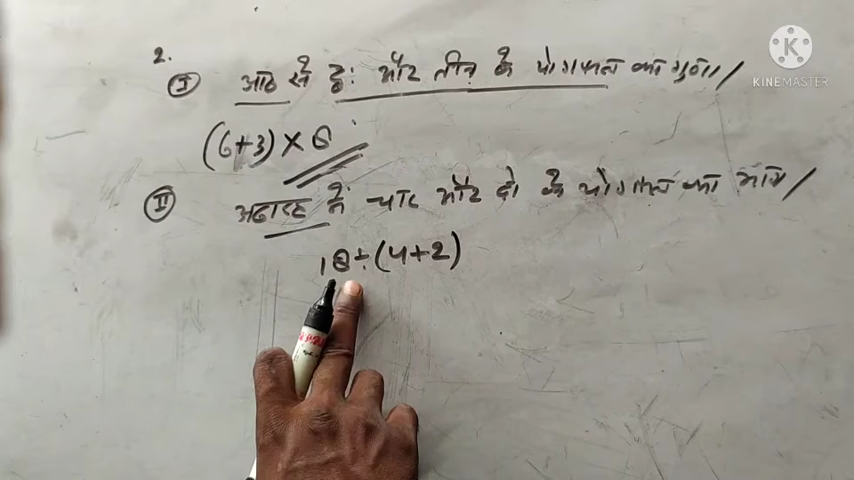 2.
I आठ से छः और तीन के योगफल का गुणा/
(6+3)×8
II अठारह में चार और दो के योगफल का भाग/
18÷(4+2)
K
KINEMASTER